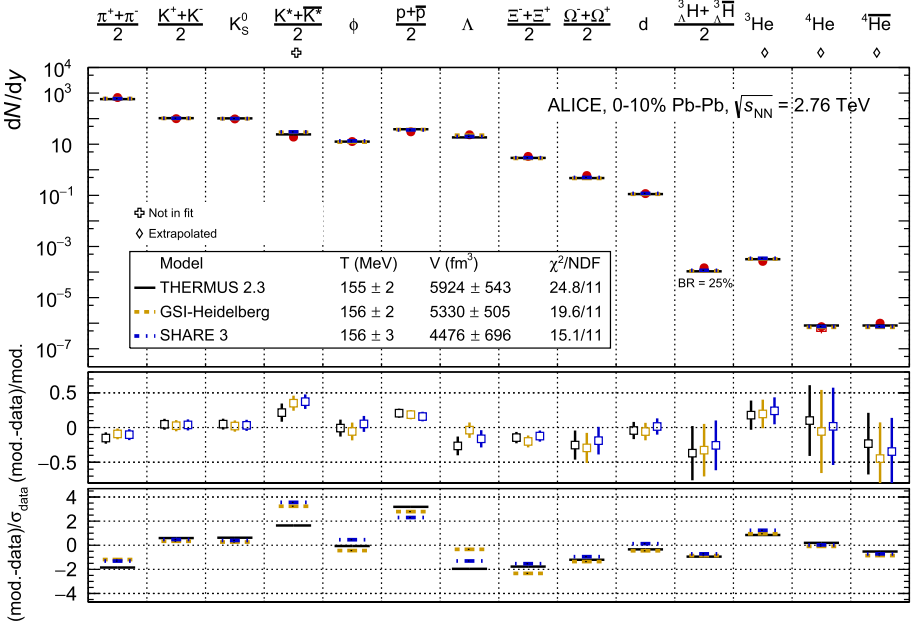 π⁺+π⁻/2 K⁺+K⁻/2 K⁰S K*+K̅*̅/2 ϕ p+p̅/2 Λ Ξ⁻+Ξ⁺/2 Ω⁻+Ω⁺/2 d ³ΛH+³ΛH̅/2 ³He ⁴He ⁴H̅e̅
dN/dy
10⁴
10³
10
10⁻¹
10⁻³
10⁻⁵
10⁻⁷
ALICE, 0-10% Pb-Pb, √sNN = 2.76 TeV
Not in fit
Extrapolated
BR = 25%
Model T (MeV) V (fm³) χ²/NDF
THERMUS 2.3 155 ± 2 5924 ± 543 24.8/11
GSI-Heidelberg 156 ± 2 5330 ± 505 19.6/11
SHARE 3 156 ± 3 4476 ± 696 15.1/11
(mod.-data)/mod.
0.5
0
−0.5
(mod.-data)/σdata
4
2
0
−2
−4